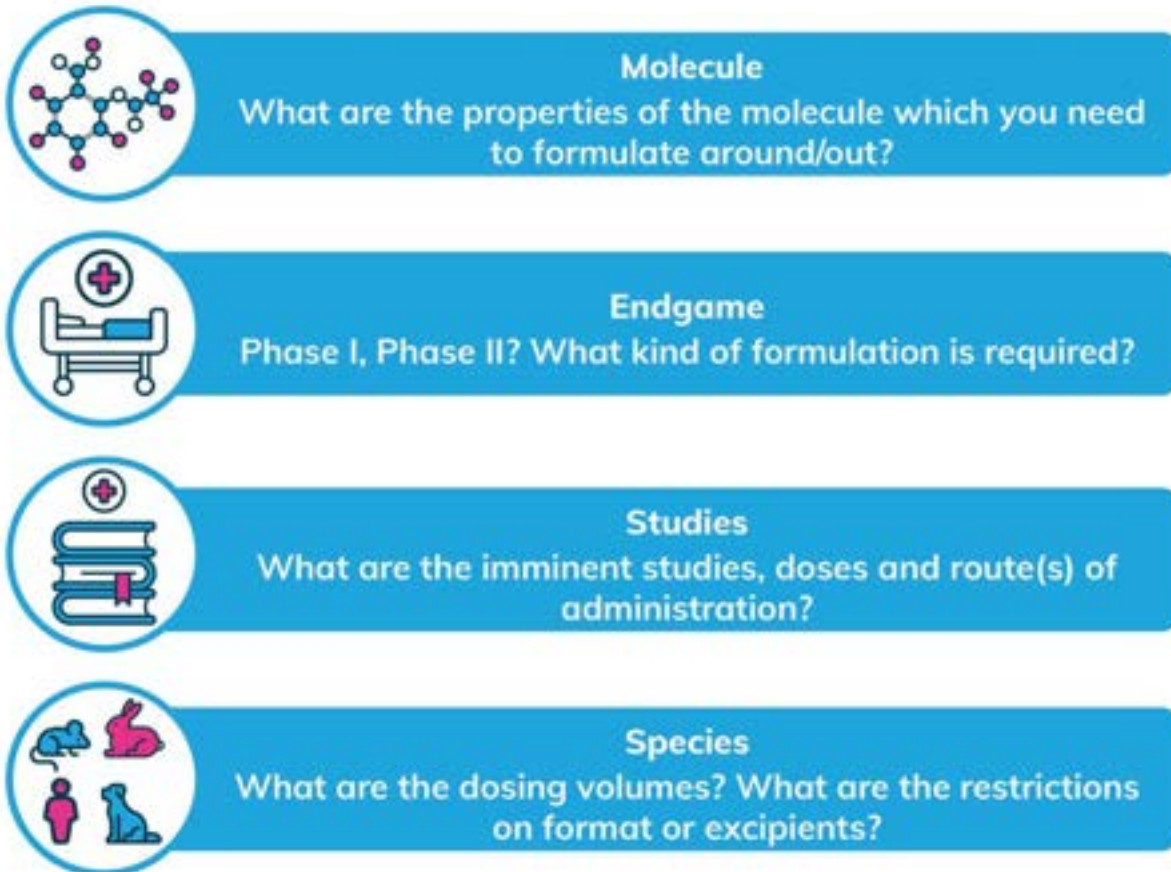 Molecule
What are the properties of the molecule which you need
to formulate around/out?
Endgame
Phase I, Phase II? What kind of formulation is required?
Studies
What are the imminent studies, doses and route(s) of
administration?
Species
What are the dosing volumes? What are the restrictions
on format or excipients?